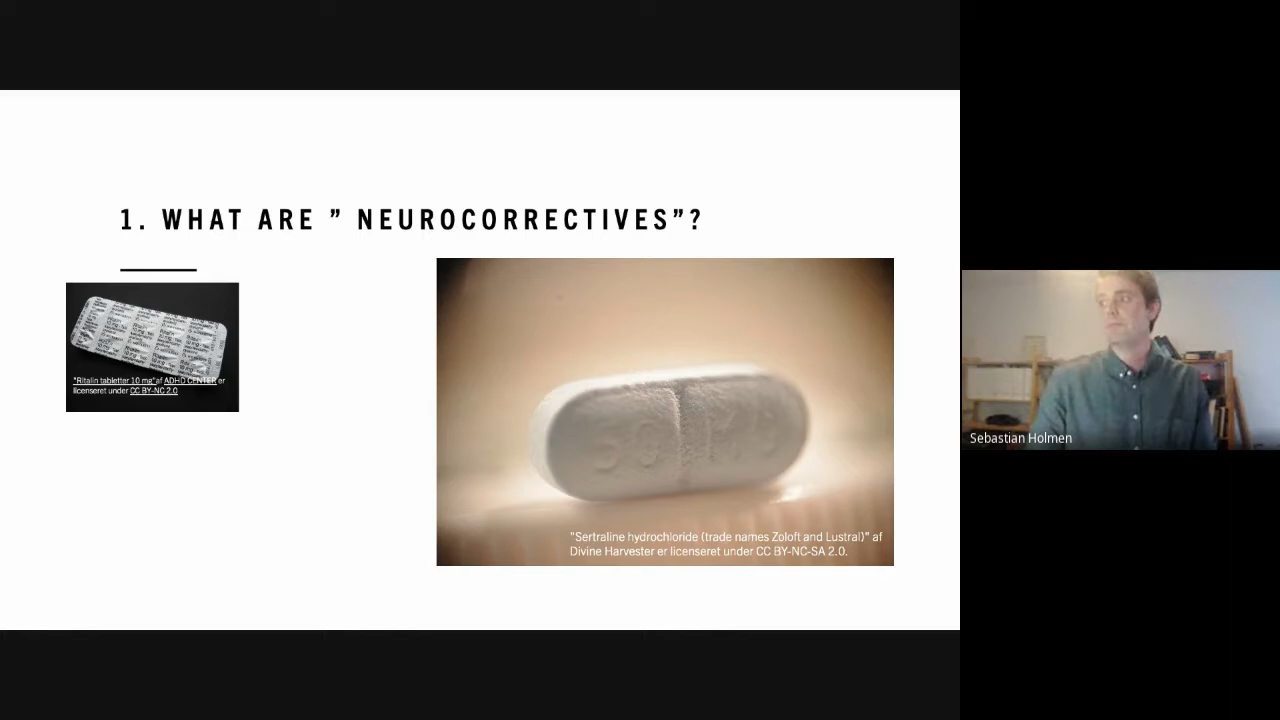 1. WHAT ARE ” NEUROCORRECTIVES”?
"Ritalin tabletter 10 mg"af ADHD CENTER er
licenseret under CC BY-NC 2.0
"Sertraline hydrochloride (trade names Zoloft and Lustral)" af
Divine Harvester er licenseret under CC BY-NC-SA 2.0.
Sebastian Holmen